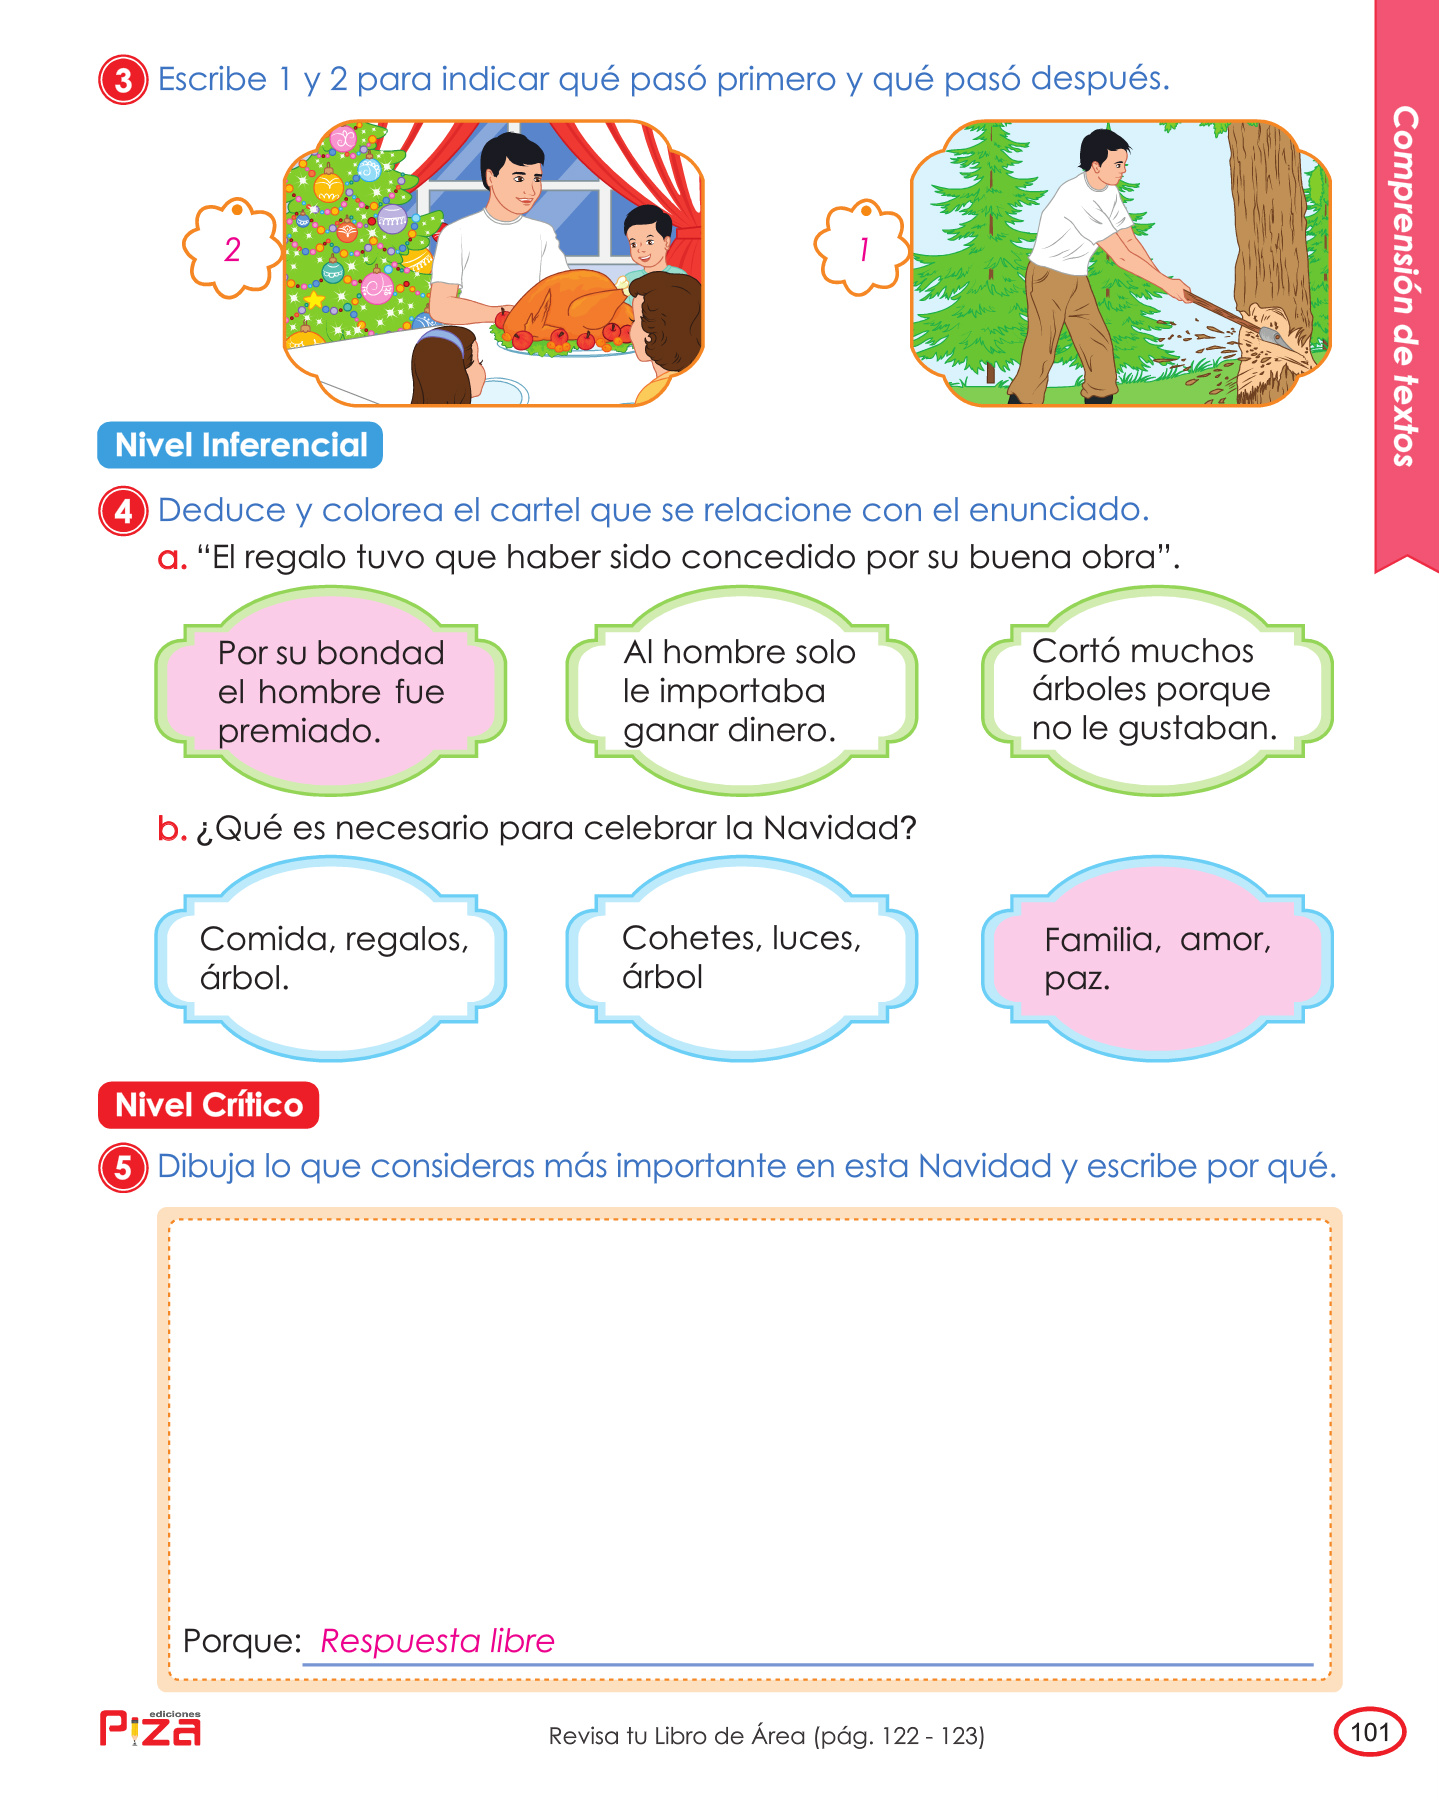 3 Escribe 1 y 2 para indicar qué pasó primero y qué pasó después.
2
1
Comprensión de textos
Nivel Inferencial
4 Deduce y colorea el cartel que se relacione con el enunciado.
a. “El regalo tuvo que haber sido concedido por su buena obra”.
Por su bondad
el hombre fue
premiado.
Al hombre solo
le importaba
ganar dinero.
Cortó muchos
árboles porque
no le gustaban.
b. ¿Qué es necesario para celebrar la Navidad?
Comida, regalos,
árbol.
Cohetes, luces,
árbol
Familia, amor,
paz.
Nivel Crítico
5 Dibuja lo que consideras más importante en esta Navidad y escribe por qué.
Porque: Respuesta libre
ediciones
Piza
Revisa tu Libro de Área (pág. 122 - 123)
101